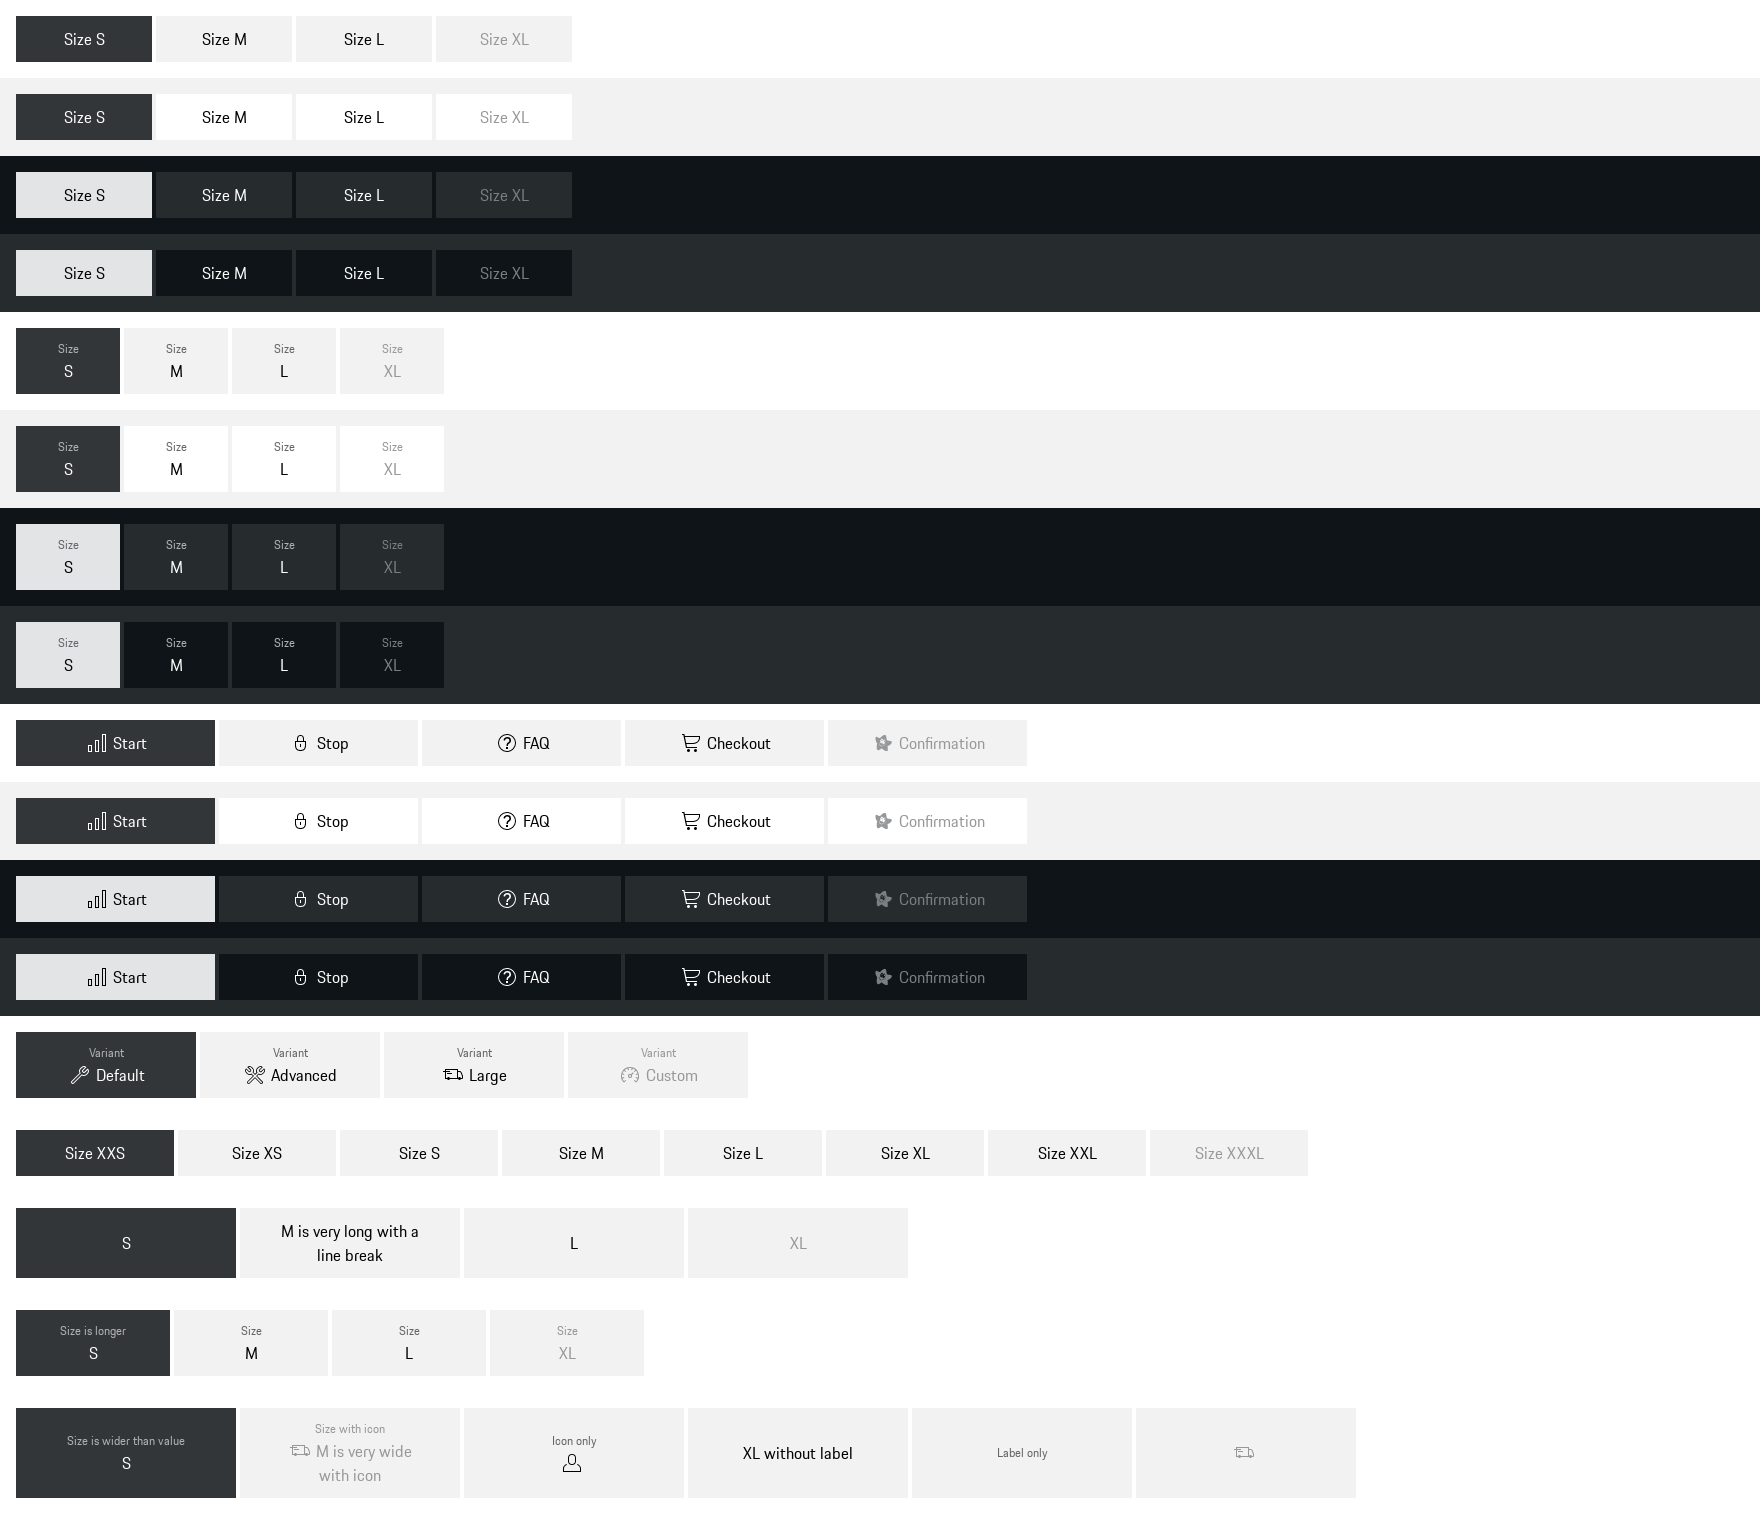 Size S Size M Size L Size XL
Size S Size M Size L Size XL
Size S Size M Size L Size XL
Size S Size M Size L Size XL
Size Size Size Size
S M L XL
Size Size Size Size
S M L XL
Size Size Size Size
S M L XL
Size Size Size Size
S M L XL
Start Stop FAQ Checkout Confirmation
Start Stop FAQ Checkout Confirmation
Start Stop FAQ Checkout Confirmation
Start Stop FAQ Checkout Confirmation
Variant Variant Variant Variant
Default Advanced Large Custom
Size XXS Size XS Size S Size M Size L Size XL Size XXL Size XXXL
S
M is very long with a
line break
L
XL
Size is longer Size Size Size
S M L XL
Size is wider than value
S
Size with icon
M is very wide
with icon
Icon only
XL without label
Label only